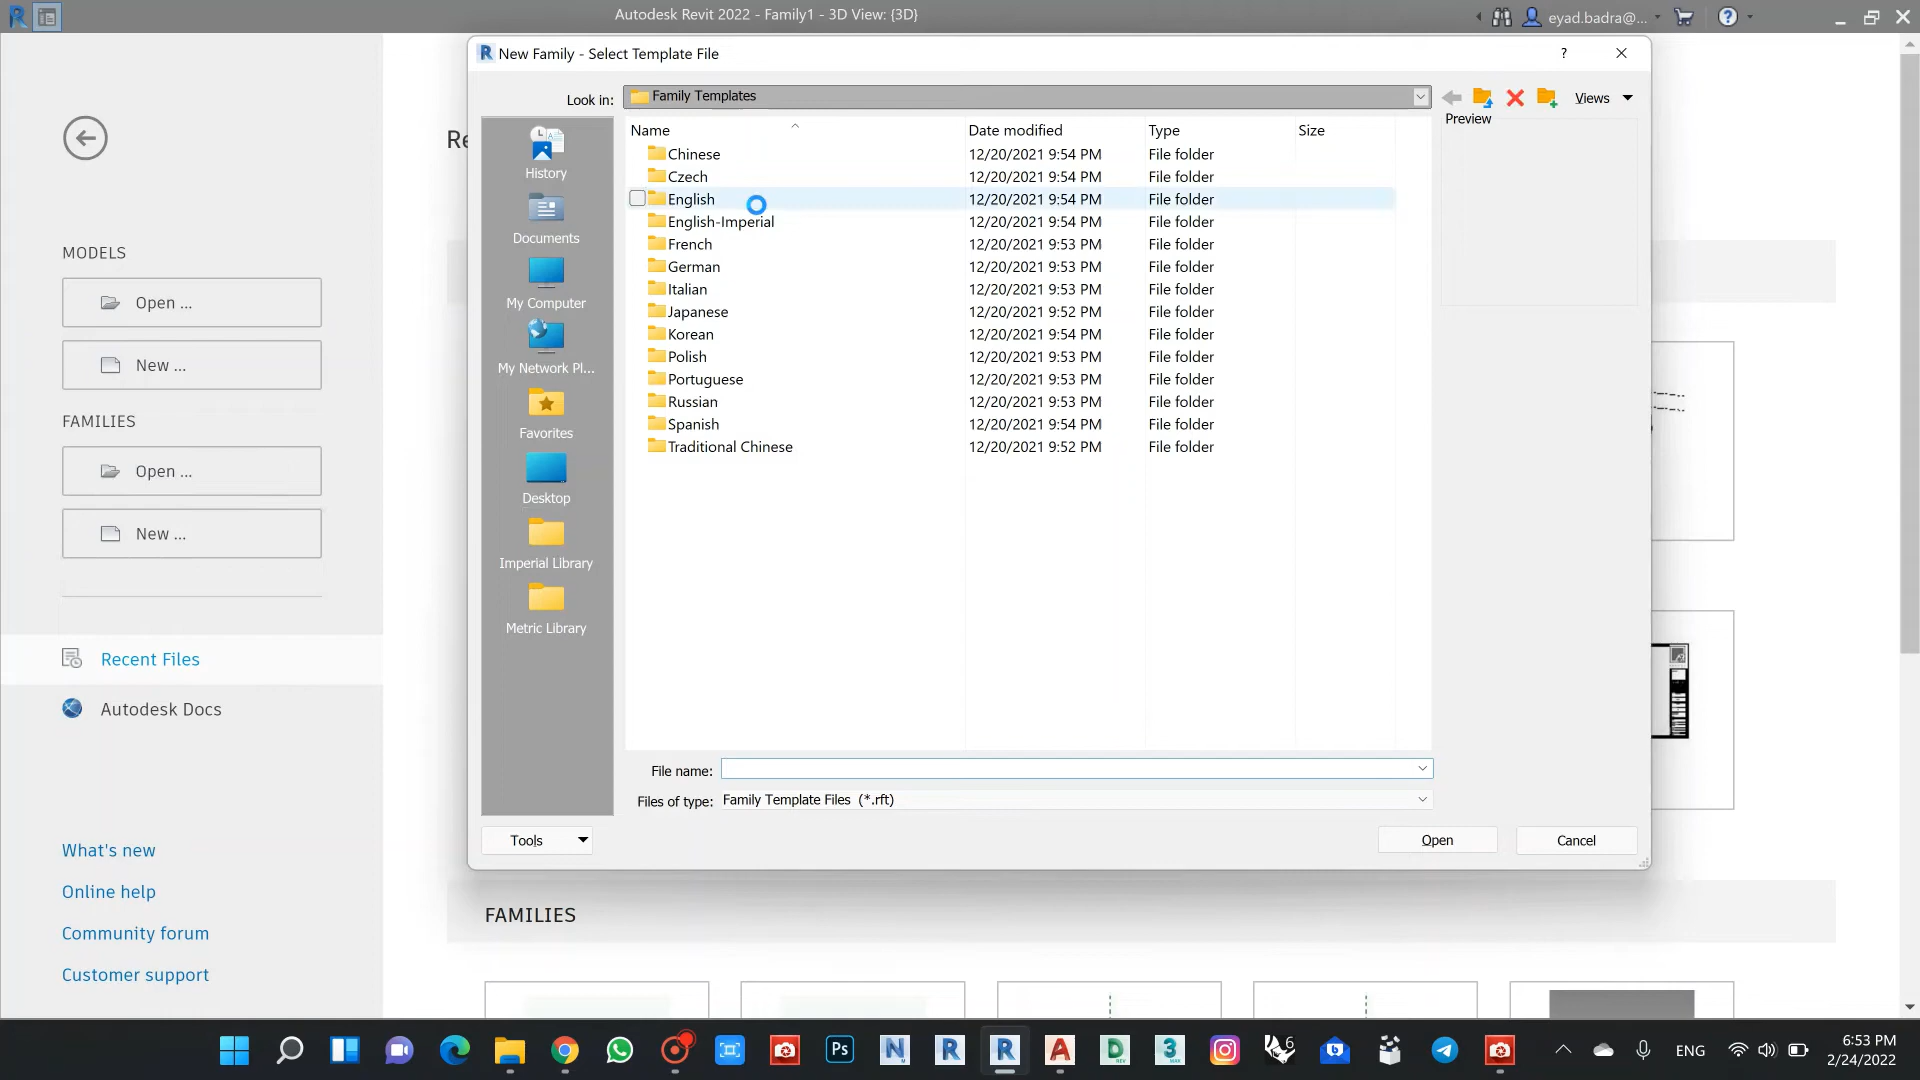 Autodesk Revit 2022 - Family1 - 3D View: {3D}
eyad.badra@...
New Family - Select Template File
Look in:
Family Templates
Views
Preview
Name
Date modified
Type
Size
Chinese 12/20/2021 9:54 PM File folder
Czech 12/20/2021 9:54 PM File folder
English 12/20/2021 9:54 PM File folder
English-Imperial 12/20/2021 9:54 PM File folder
French 12/20/2021 9:53 PM File folder
German 12/20/2021 9:53 PM File folder
Italian 12/20/2021 9:53 PM File folder
Japanese 12/20/2021 9:52 PM File folder
Korean 12/20/2021 9:54 PM File folder
Polish 12/20/2021 9:53 PM File folder
Portuguese 12/20/2021 9:53 PM File folder
Russian 12/20/2021 9:53 PM File folder
Spanish 12/20/2021 9:54 PM File folder
Traditional Chinese 12/20/2021 9:52 PM File folder
History
Documents
My Computer
My Network Pl...
Favorites
Desktop
Imperial Library
Metric Library
File name:
Files of type: Family Template Files (*.rft)
Tools
Open
Cancel
MODELS
Open ...
New ...
FAMILIES
Open ...
New ...
Recent Files
Autodesk Docs
What's new
Online help
Community forum
Customer support
Re
FAMILIES
Ps
ENG
6:53 PM
2/24/2022